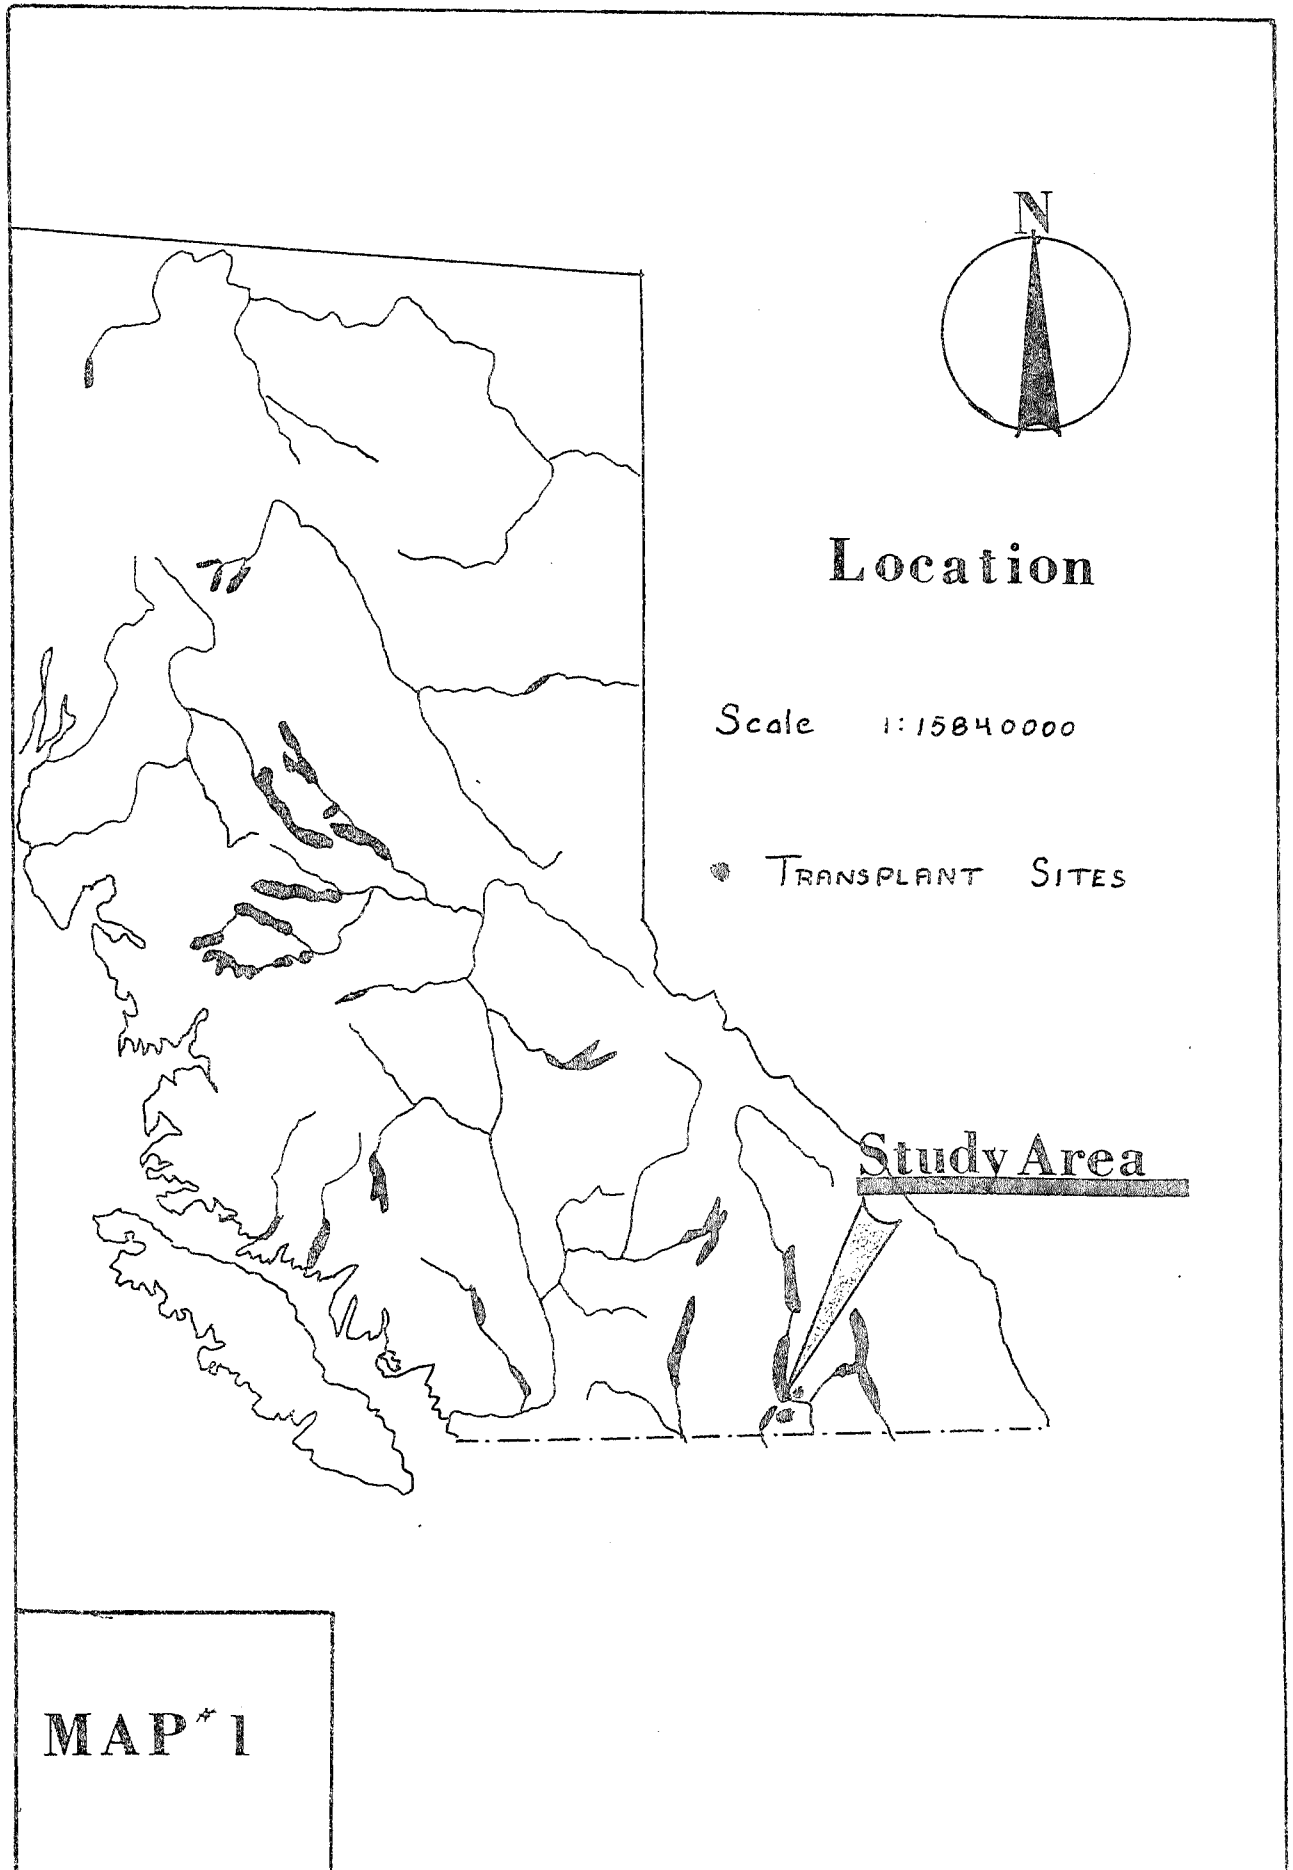 N
Location
Scale 1:15840000
TRANSPLANT SITES
Study Area
MAP # 1